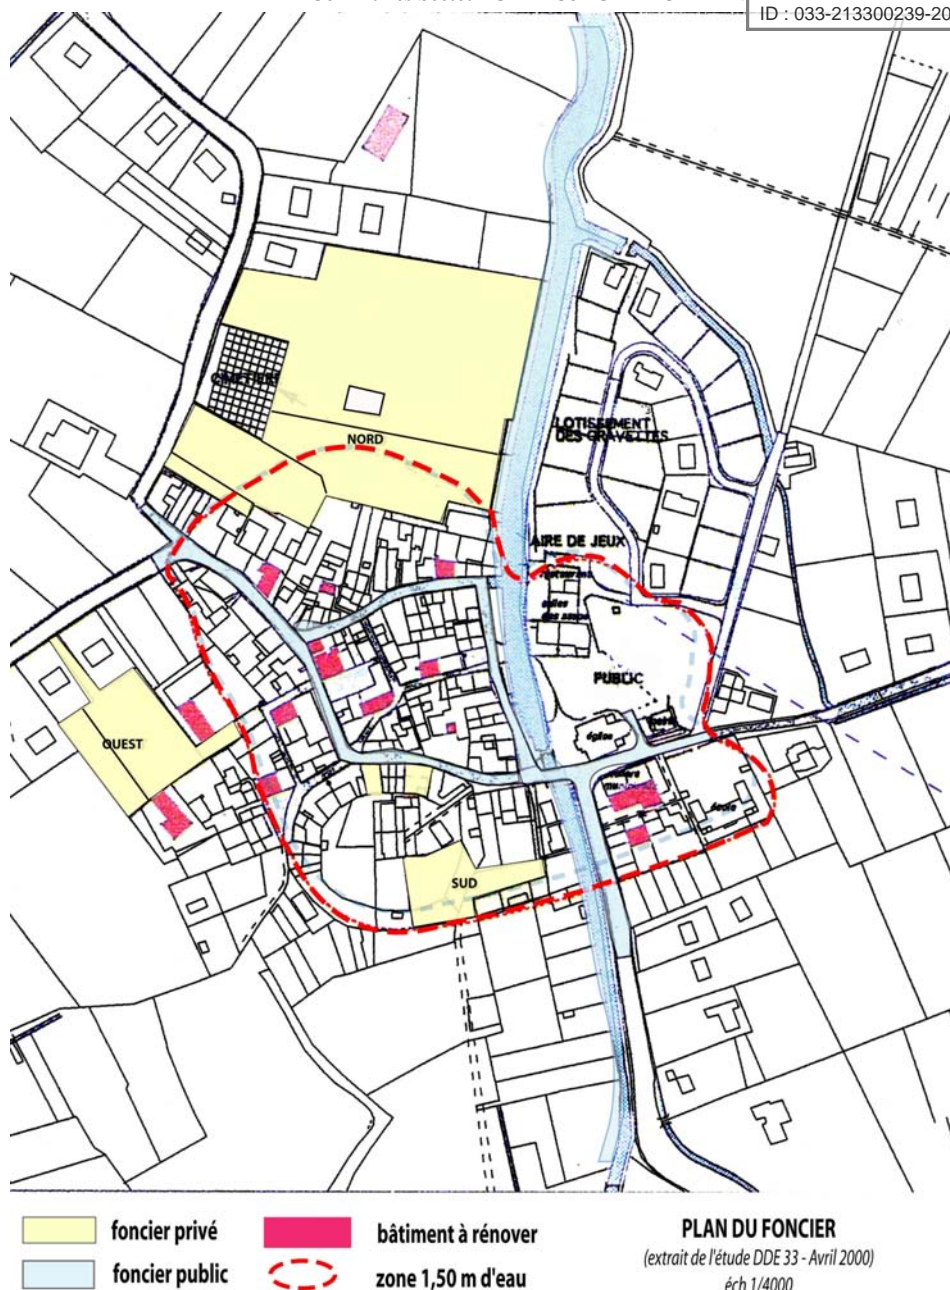 ID : 033-213300239-20
CIMETIERE
NORD
LOTISSEMENT
DES GRAVETTES
AIRE DE JEUX
PUBLIC
église
OUEST
école
SUD
foncier privé
bâtiment à rénover
foncier public
zone 1,50 m d'eau
PLAN DU FONCIER
(extrait de l'étude DDE 33 - Avril 2000)
éch 1/4000